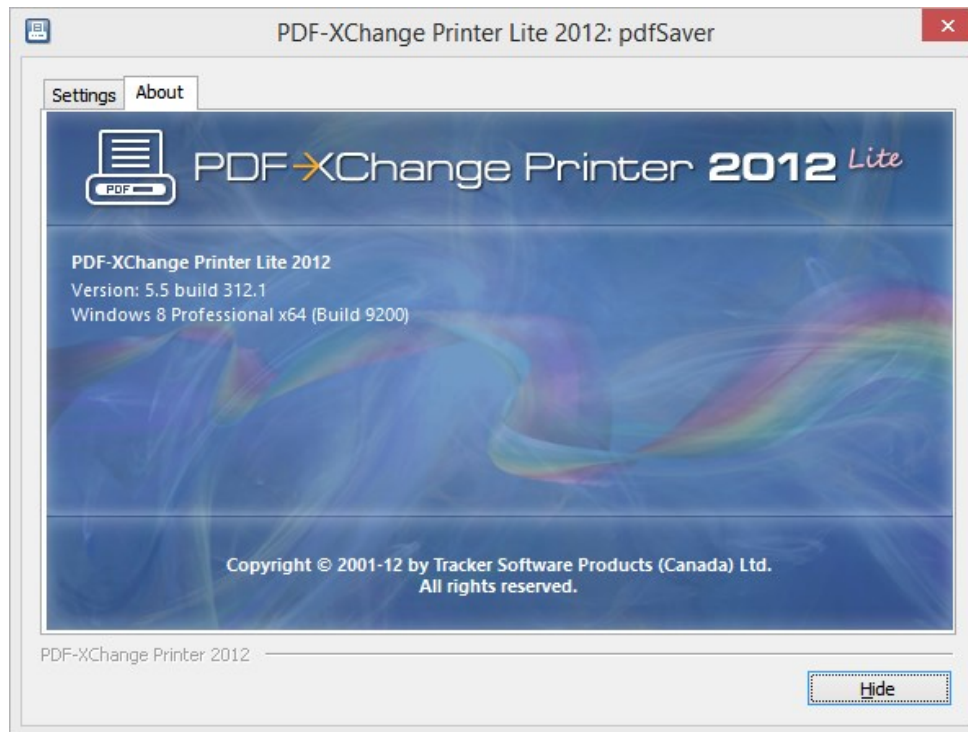 PDF-XChange Printer Lite 2012: pdfSaver
Settings About
PDF
PDF-XChange Printer 2012 Lite
PDF-XChange Printer Lite 2012
Version: 5.5 build 312.1
Windows 8 Professional x64 (Build 9200)
Copyright © 2001-12 by Tracker Software Products (Canada) Ltd.
All rights reserved.
PDF-XChange Printer 2012
Hide